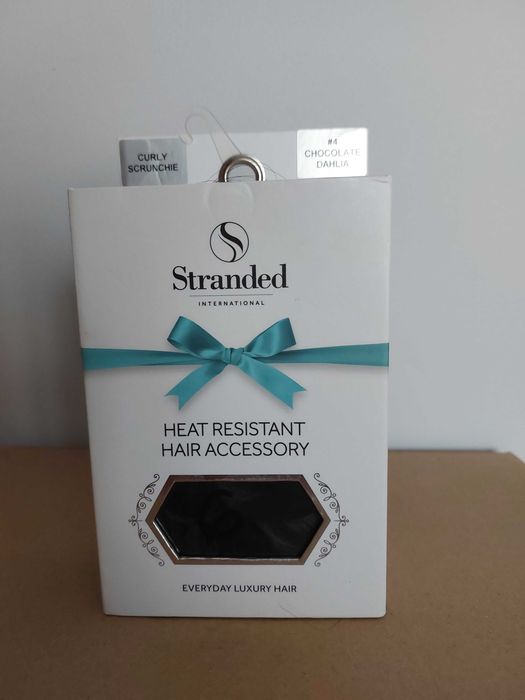 CURLY
SCRUNCHIE
#4
CHOCOLATE
DAHLIA
Stranded
INTERNATIONAL
HEAT RESISTANT
HAIR ACCESSORY
EVERYDAY LUXURY HAIR